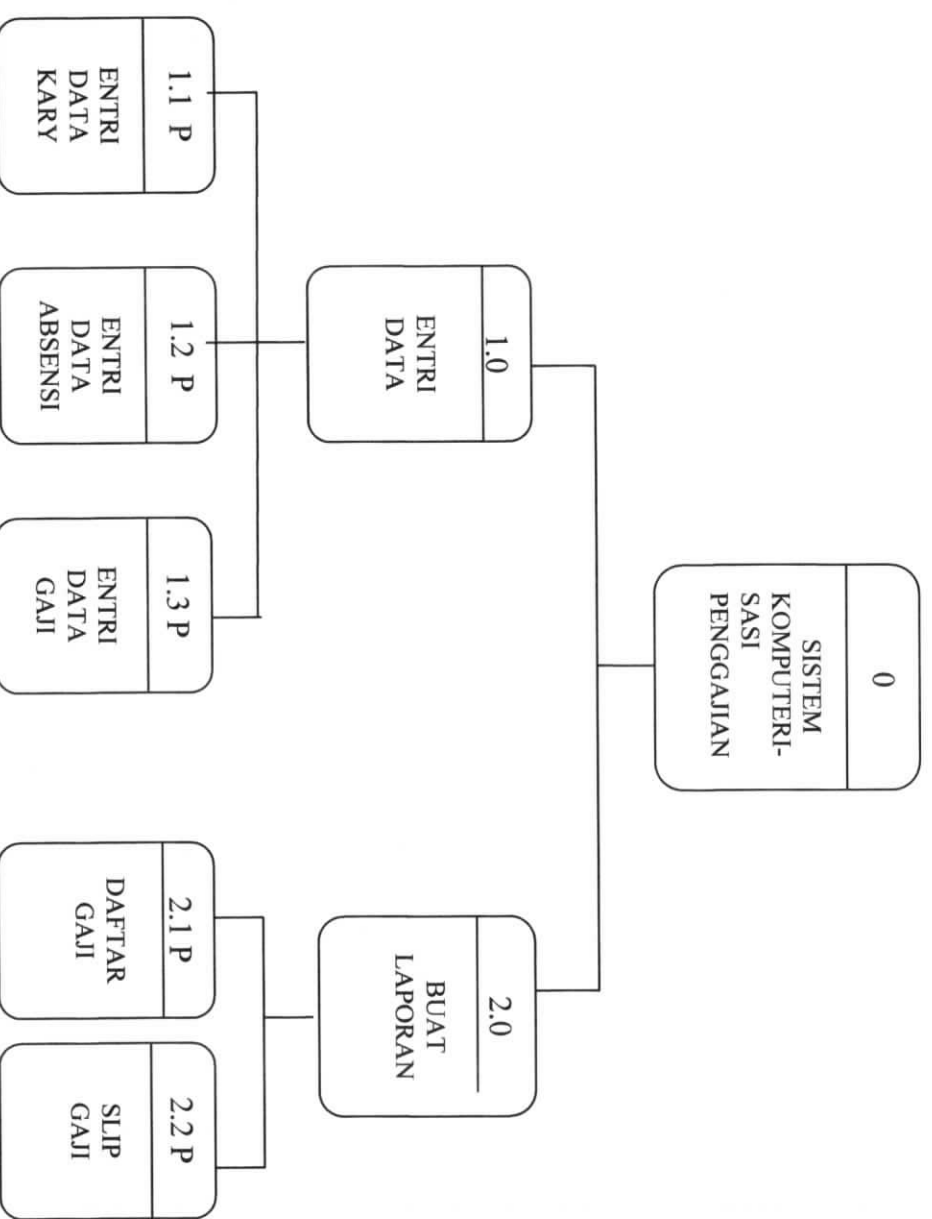 0
SISTEM
KOMPUTERI-
SASI
PENGGAJIAN
1.0
ENTRI
DATA
2.0
BUAT
LAPORAN
1.1 P
ENTRI
DATA
KARY
1.2 P
ENTRI
DATA
ABSENSI
1.3 P
ENTRI
DATA
GAJI
2.1 P
DAFTAR
GAJI
2.2 P
SLIP
GAJI